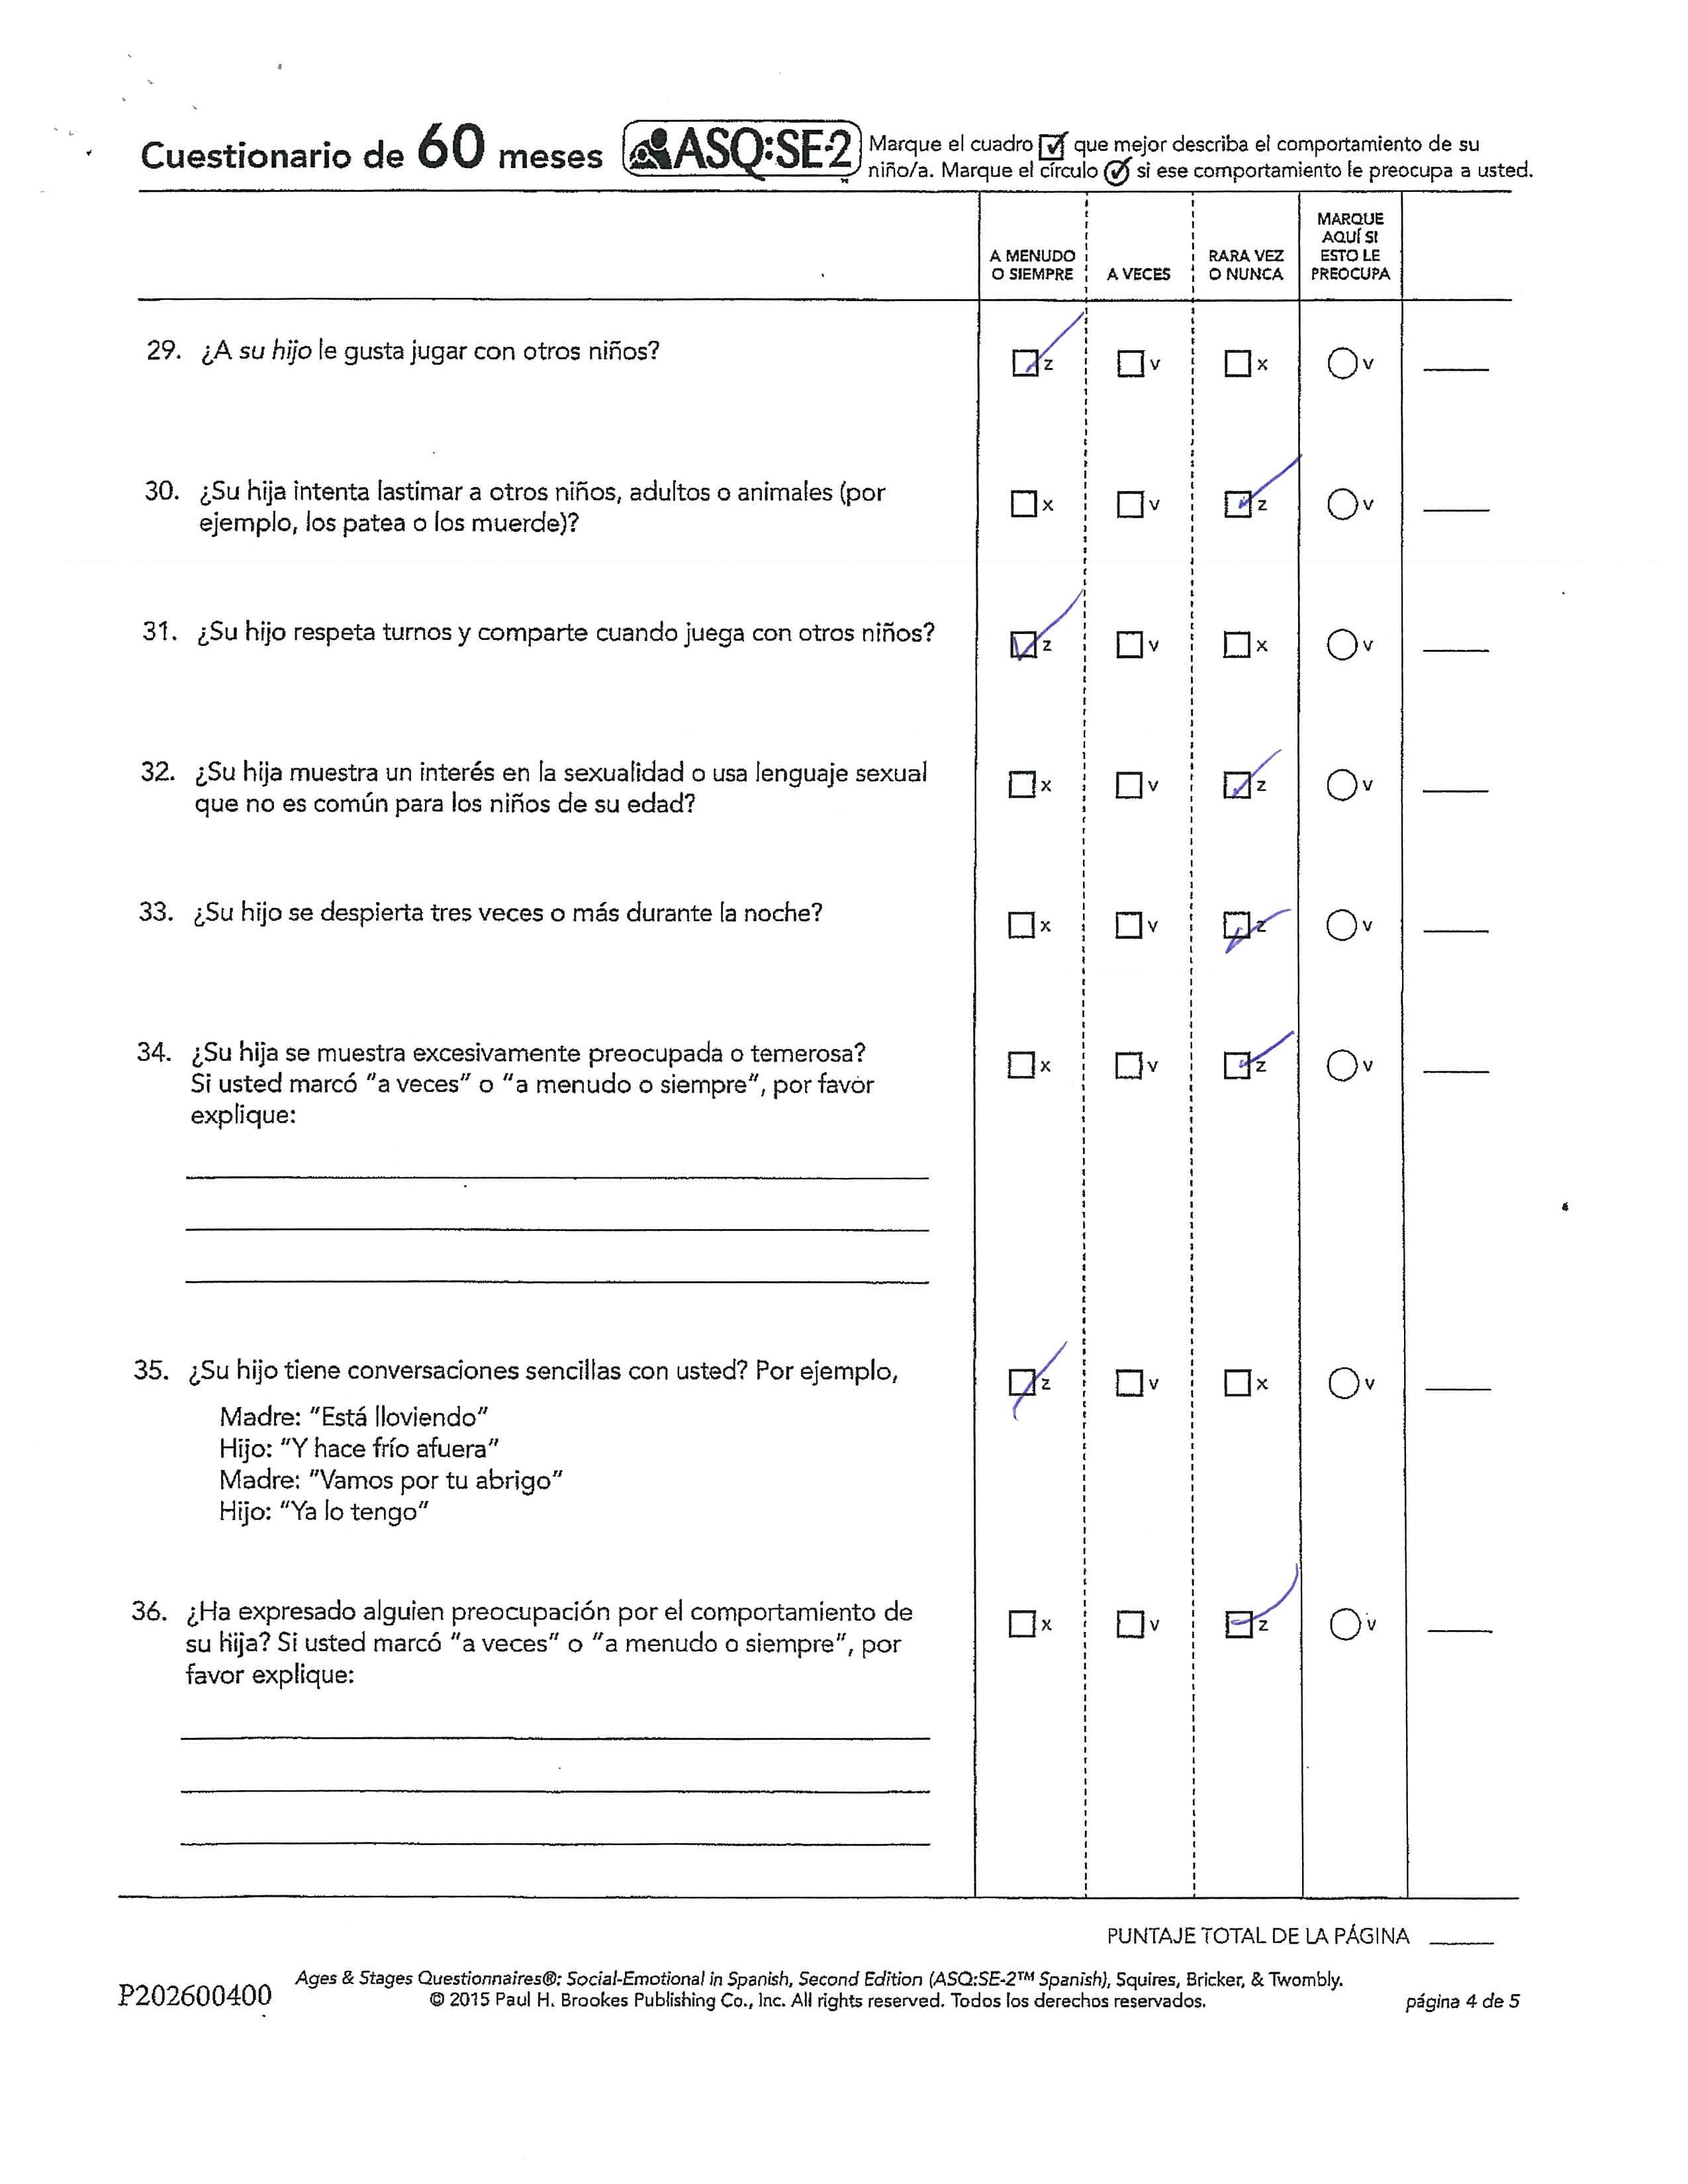 Cuestionario de 60 meses ASQ:SE-2 Marque el cuadro que mejor describa el comportamiento de su
niño/a. Marque el círculo si ese comportamiento le preocupa a usted.
A MENUDO O SIEMPRE A VECES RARA VEZ O NUNCA MARQUE AQUÍ SI ESTO LE PREOCUPA
29. ¿A su hijo le gusta jugar con otros niños? z v x v
30. ¿Su hija intenta lastimar a otros niños, adultos o animales (por x v z v
ejemplo, los patea o los muerde)?
31. ¿Su hijo respeta turnos y comparte cuando juega con otros niños? z v x v
32. ¿Su hija muestra un interés en la sexualidad o usa lenguaje sexual x v z v
que no es común para los niños de su edad?
33. ¿Su hijo se despierta tres veces o más durante la noche? x v z v
34. ¿Su hija se muestra excesivamente preocupada o temerosa? x v z v
Si usted marcó "a veces" o "a menudo o siempre", por favor
explique:
35. ¿Su hijo tiene conversaciones sencillas con usted? Por ejemplo, z v x v
Madre: "Está lloviendo"
Hijo: "Y hace frío afuera"
Madre: "Vamos por tu abrigo"
Hijo: "Ya lo tengo"
36. ¿Ha expresado alguien preocupación por el comportamiento de x v z v
su hija? Si usted marcó "a veces" o "a menudo o siempre", por
favor explique:
PUNTAJE TOTAL DE LA PÁGINA
Ages & Stages Questionnaires®: Social-Emotional in Spanish, Second Edition (ASQ:SE-2™ Spanish), Squires, Bricker, & Twombly.
P202600400 © 2015 Paul H. Brookes Publishing Co., Inc. All rights reserved. Todos los derechos reservados. página 4 de 5